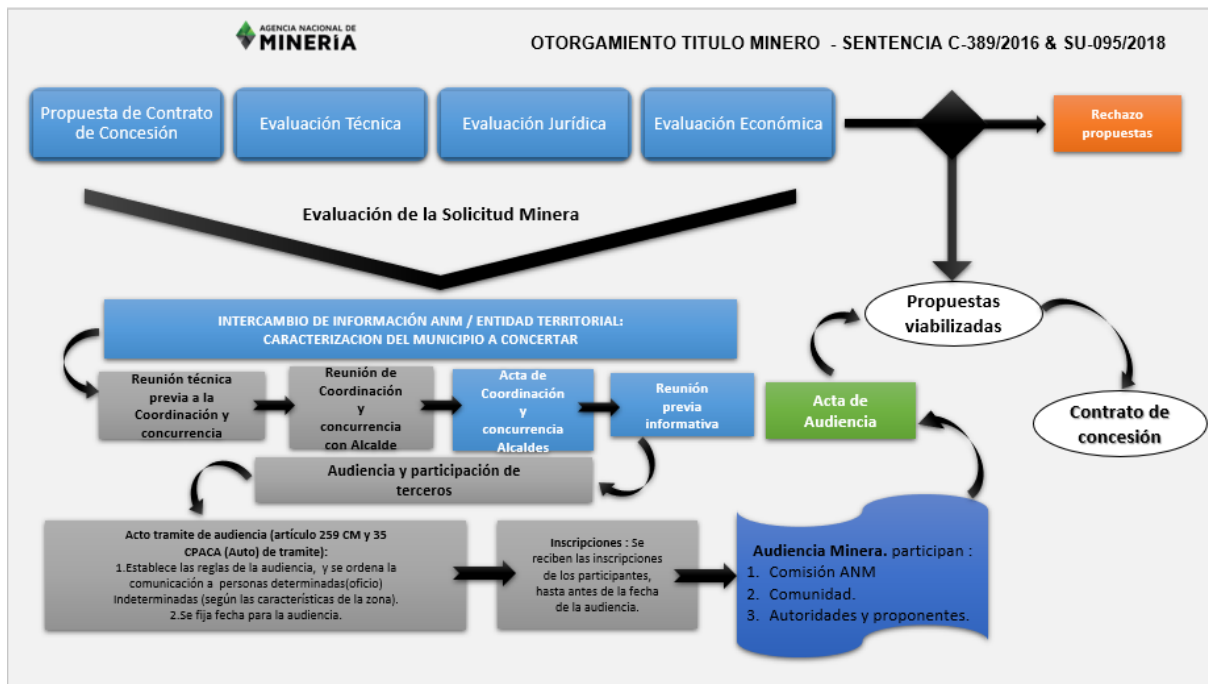 AGENCIA NACIONAL DE
MINERÍA
OTORGAMIENTO TITULO MINERO - SENTENCIA C-389/2016 & SU-095/2018
Propuesta de Contrato
de Concesión
Evaluación Técnica
Evaluación Jurídica
Evaluación Económica
Rechazo
propuestas
Evaluación de la Solicitud Minera
Propuestas
viabilizadas
INTERCAMBIO DE INFORMACIÓN ANM / ENTIDAD TERRITORIAL:
CARACTERIZACION DEL MUNICIPIO A CONCERTAR
Reunión técnica
previa a la
Coordinación y
concurrencia
Reunión de
Coordinación
y
concurrencia
con Alcalde
Acta de
Coordinación
y
concurrencia
Alcaldes
Reunión
previa
informativa
Acta de
Audiencia
Contrato de
concesión
Audiencia y participación de
terceros
Acto tramite de audiencia (artículo 259 CM y 35
CPACA (Auto) de tramite):
1.Establece las reglas de la audiencia, y se ordena la
comunicación a personas determinadas(oficio)
Indeterminadas (según las características de la zona).
2.Se fija fecha para la audiencia.
Inscripciones : Se
reciben las inscripciones
de los participantes,
hasta antes de la fecha
de la audiencia.
Audiencia Minera. participan :
1. Comisión ANM
2. Comunidad.
3. Autoridades y proponentes.